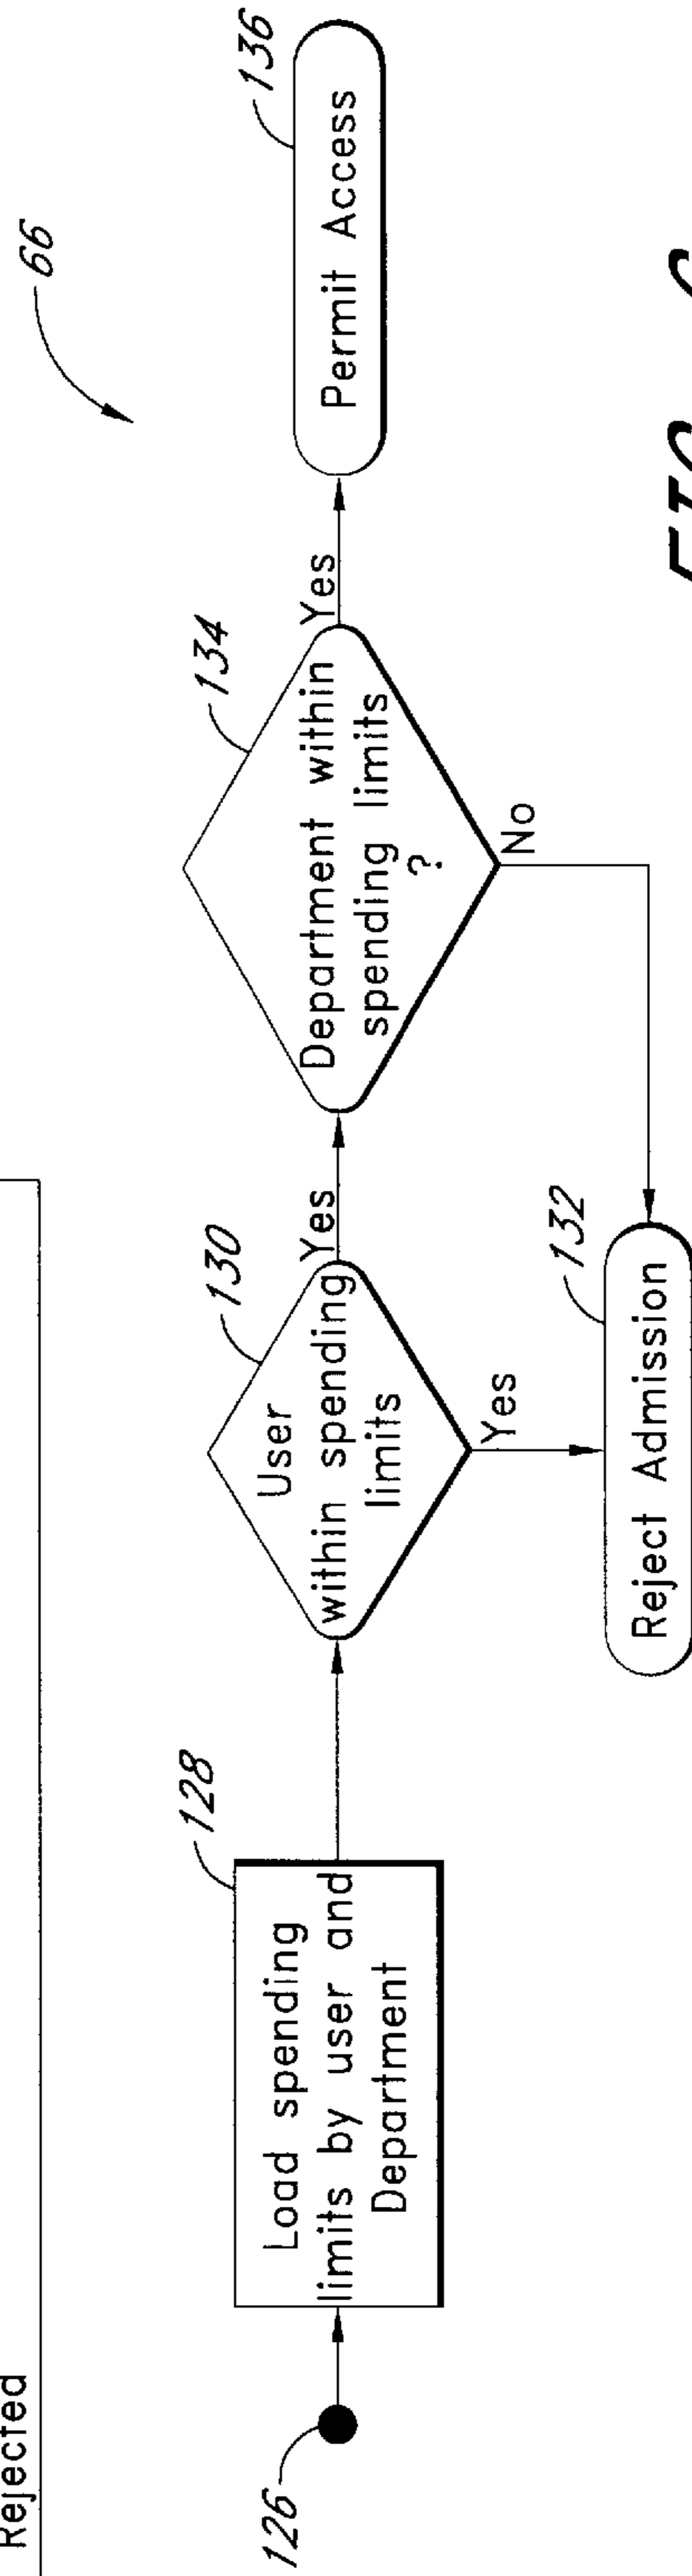 Rejected
66
126
128
Load spending
limits by user and
Department
130
User
within spending
limits
Yes
Yes
132
Reject Admission
134
Department within
spending limits
?
Yes
No
136
Permit Access